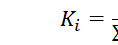 Kᵢ =